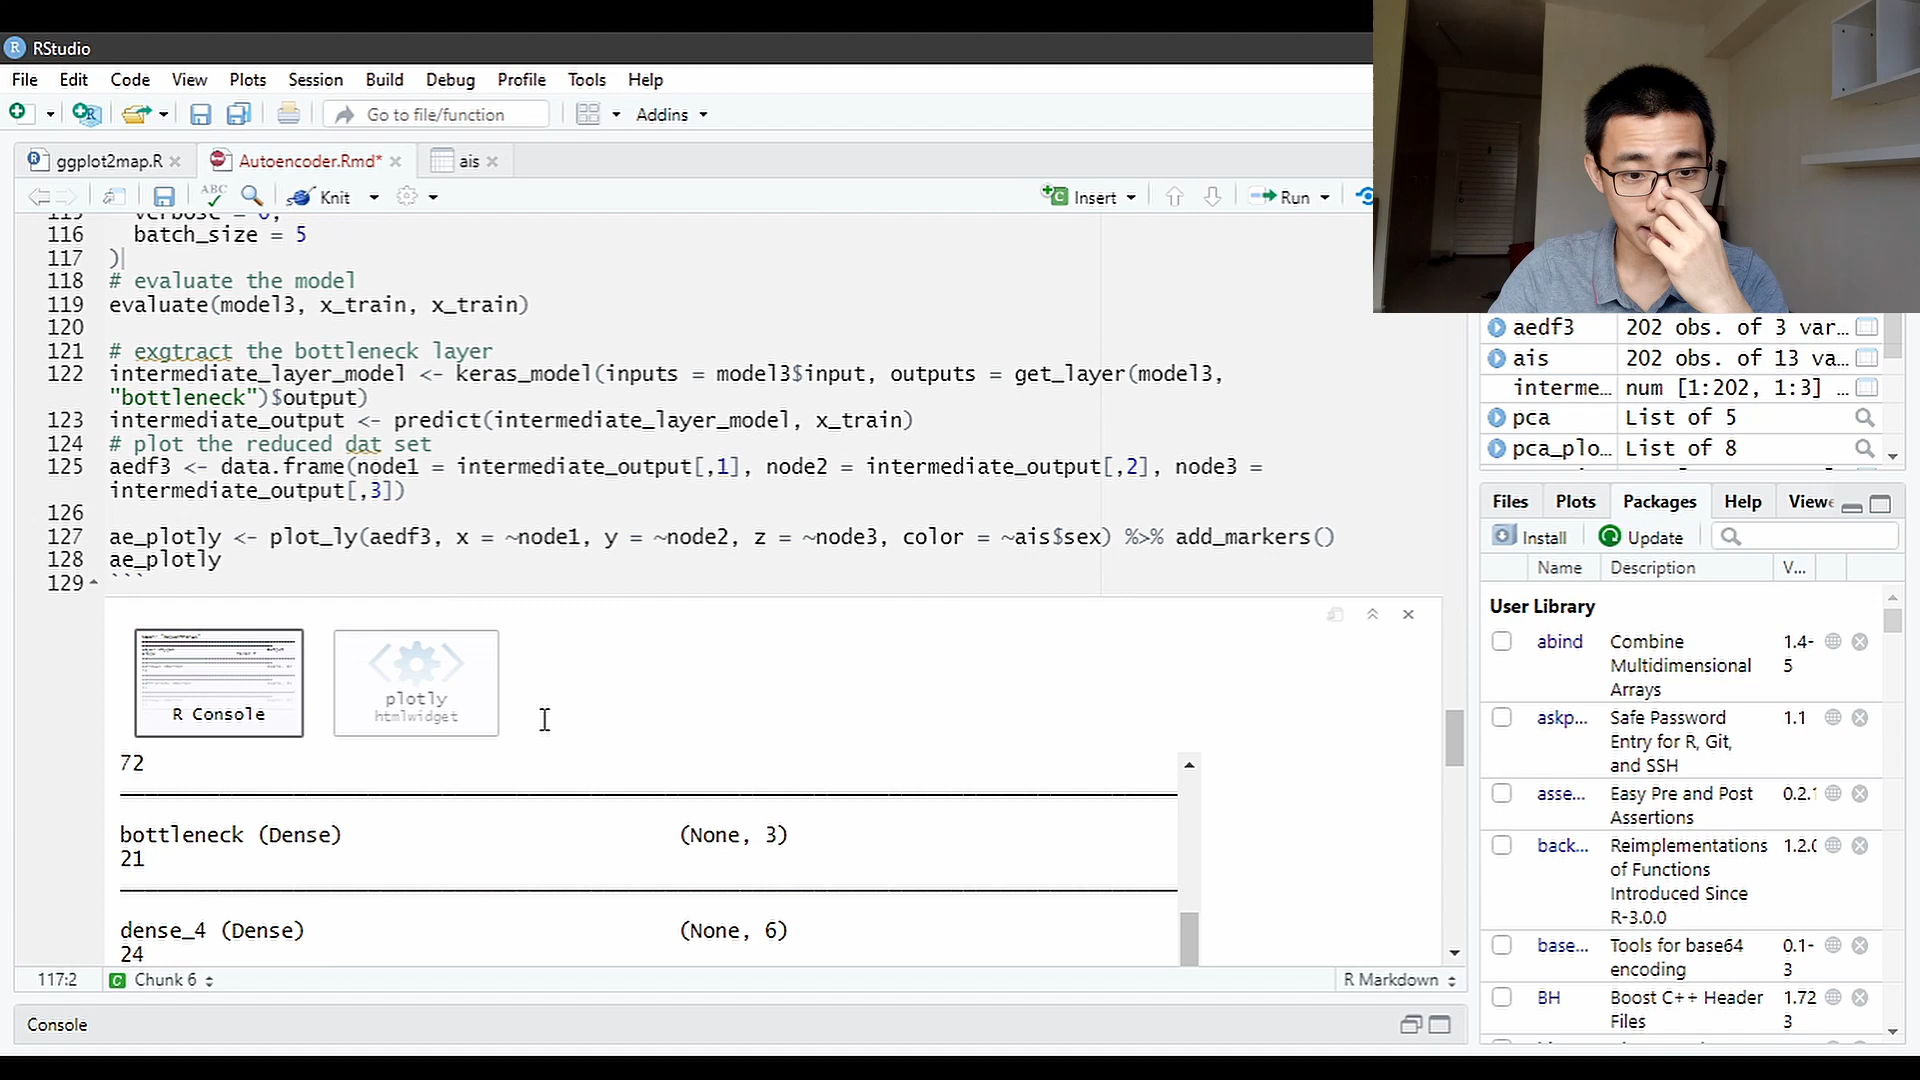 RStudio
File Edit Code View Plots Session Build Debug Profile Tools Help
Go to file/function Addins
ggplot2map.R Autoencoder.Rmd* ais
ABC Knit Insert Run
116 batch_size = 5
117 )
118 # evaluate the model
119 evaluate(model3, x_train, x_train)
120
121 # exgtract the bottleneck layer
122 intermediate_layer_model <- keras_model(inputs = model3$input, outputs = get_layer(model3,
"bottleneck")$output)
123 intermediate_output <- predict(intermediate_layer_model, x_train)
124 # plot the reduced dat set
125 aedf3 <- data.frame(node1 = intermediate_output[,1], node2 = intermediate_output[,2], node3 =
intermediate_output[,3])
126
127 ae_plotly <- plot_ly(aedf3, x = ~node1, y = ~node2, z = ~node3, color = ~ais$sex) %>% add_markers()
128 ae_plotly
129 ```
R Console
plotly
htmlwidget
72
bottleneck (Dense) (None, 3)
21
dense_4 (Dense) (None, 6)
24
117:2 Chunk 6 R Markdown
Console
aedf3 202 obs. of 3 var...
ais 202 obs. of 13 va...
interme... num [1:202, 1:3] ...
pca List of 5
pca_plo... List of 8
Files Plots Packages Help Viewe
Install Update
Name Description V...
User Library
abind Combine 1.4-
Multidimensional 5
Arrays
askp... Safe Password 1.1
Entry for R, Git,
and SSH
asse... Easy Pre and Post 0.2.1
Assertions
back... Reimplementations 1.2.0
of Functions
Introduced Since
R-3.0.0
base... Tools for base64 0.1-
encoding 3
BH Boost C++ Header 1.72
Files 3